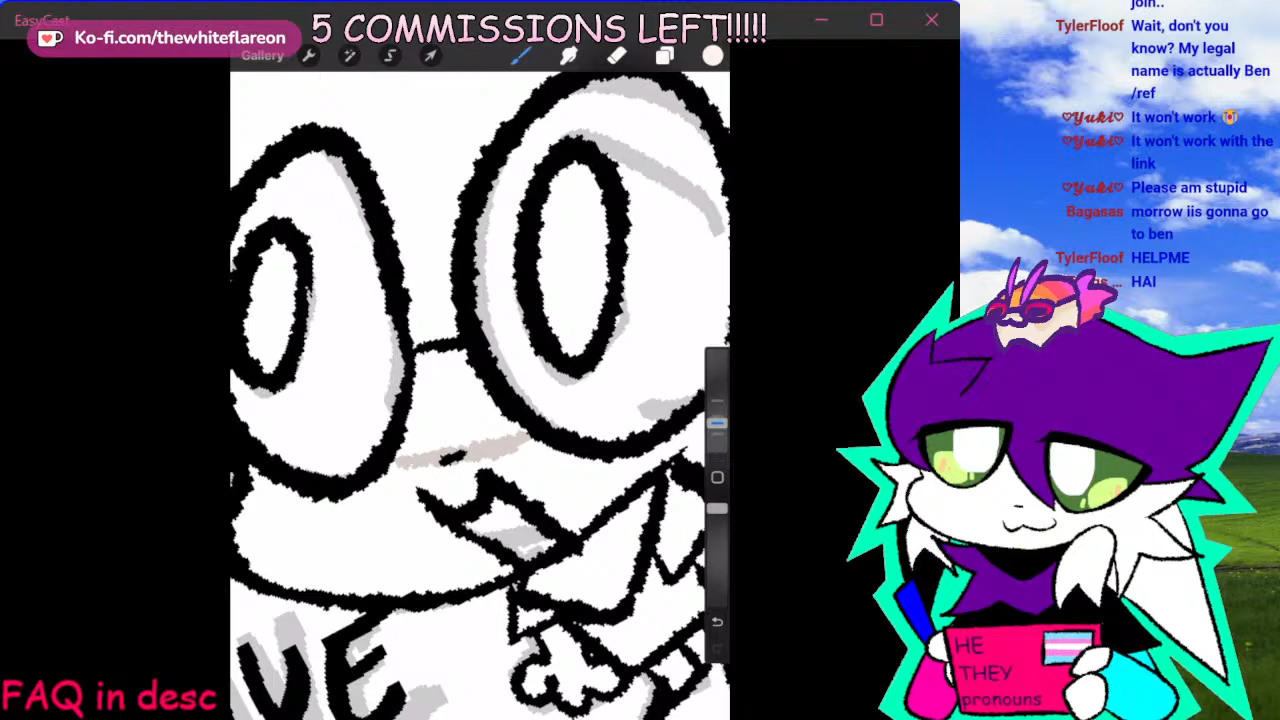 EasyCast
Ko-fi.com/thewhiteflareon
5 COMMISSIONS LEFT!!!!!
Gallery
join..
TylerFloof Wait, don't you
know? My legal
name is actually Ben
/ref
♡𝓨𝓾𝓴𝓲♡ It won't work 😭
♡𝓨𝓾𝓴𝓲♡ It won't work with the
link
♡𝓨𝓾𝓴𝓲♡ Please am stupid
Bagasas morrow iis gonna go
to ben
TylerFloof HELPME
HAI
HE
THEY
pronouns
UE
FAQ in desc